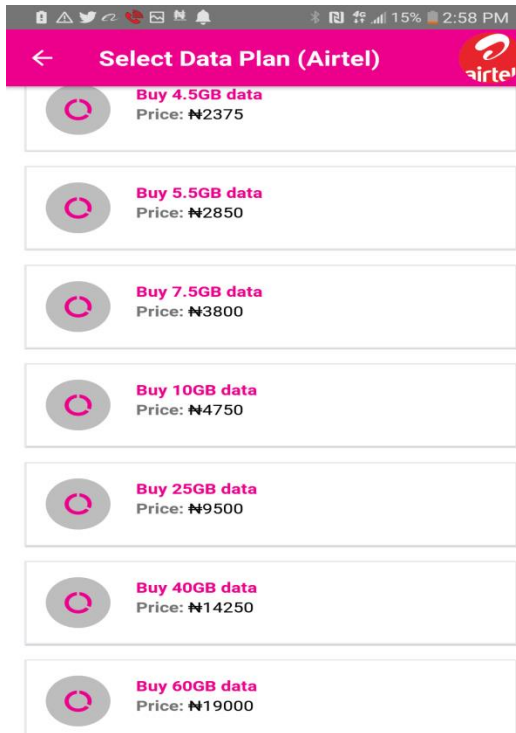 15% 2:58 PM
Select Data Plan (Airtel)
airtel
Buy 4.5GB data
Price: ₦2375
Buy 5.5GB data
Price: ₦2850
Buy 7.5GB data
Price: ₦3800
Buy 10GB data
Price: ₦4750
Buy 25GB data
Price: ₦9500
Buy 40GB data
Price: ₦14250
Buy 60GB data
Price: ₦19000